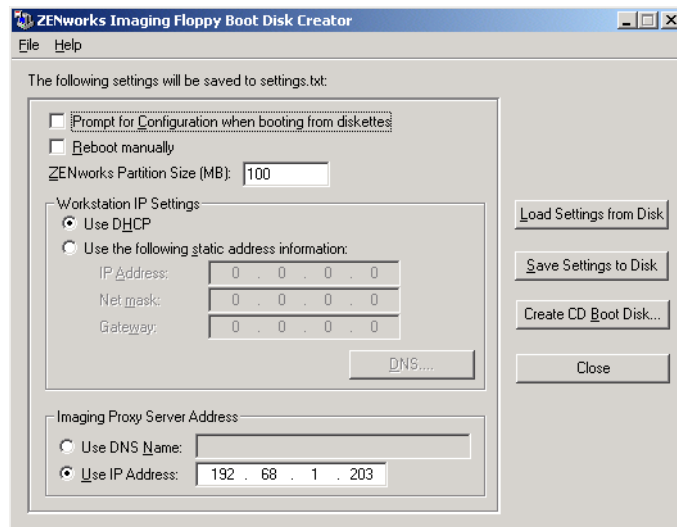 ZENworks Imaging Floppy Boot Disk Creator
File Help
The following settings will be saved to settings.txt:
Prompt for Configuration when booting from diskettes
Reboot manually
ZENworks Partition Size (MB): 100
Workstation IP Settings
Use DHCP
Use the following static address information:
IP Address: 0 . 0 . 0 . 0
Net mask: 0 . 0 . 0 . 0
Gateway: 0 . 0 . 0 . 0
DNS....
Imaging Proxy Server Address
Use DNS Name:
Use IP Address: 192 . 68 . 1 . 203
Load Settings from Disk
Save Settings to Disk
Create CD Boot Disk...
Close